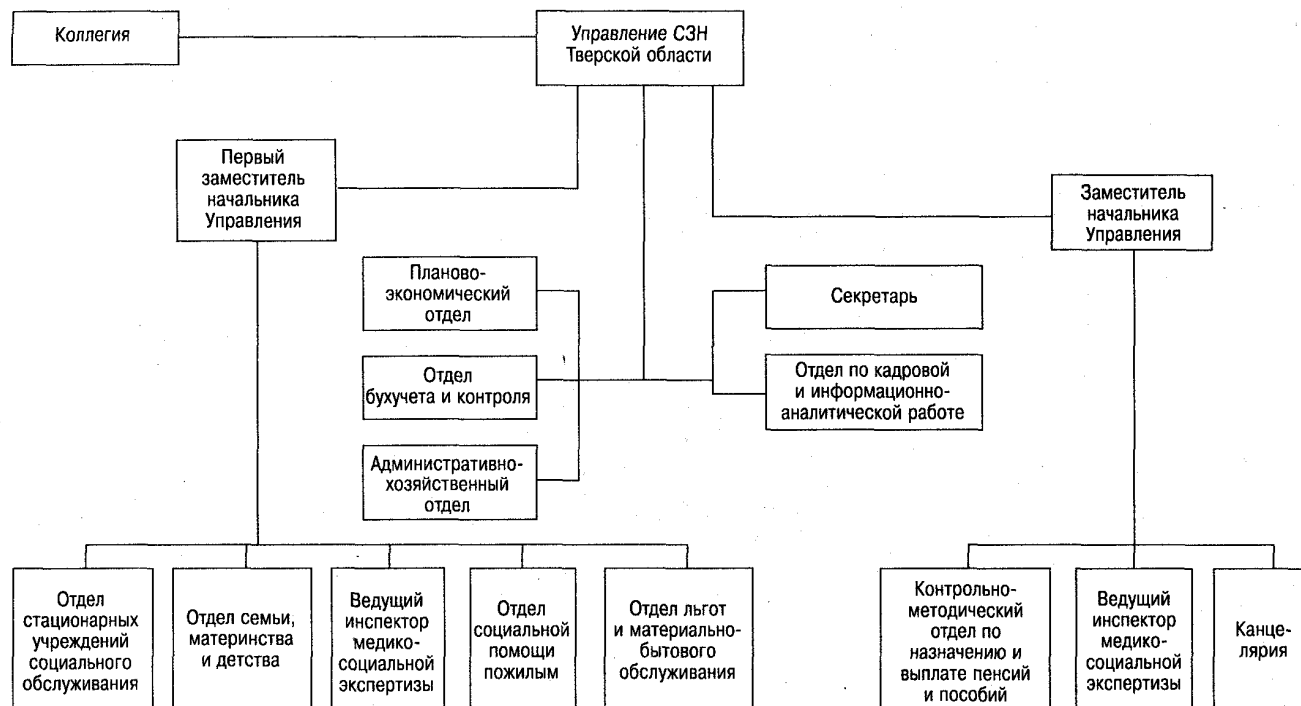 Коллегия
Управление СЗН
Тверской области
Первый
заместитель
начальника
Управления
Заместитель
начальника
Управления
Планово-
экономический
отдел
Секретарь
Отдел
бухучета и контроля
Отдел по кадровой
и информационно-
аналитической работе
Административно-
хозяйственный
отдел
Отдел
стационарных
учреждений
социального
обслуживания
Отдел семьи,
материнства
и детства
Ведущий
инспектор
медико-
социальной
экспертизы
Отдел
социальной
помощи
пожилым
Отдел льгот
и материально-
бытового
обслуживания
Контрольно-
методический
отдел по
назначению и
выплате пенсий
и пособий
Ведущий
инспектор
медико-
социальной
экспертизы
Канце-
лярия